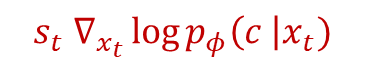 s_t ∇_{x_t} log p_ϕ(c |x_t)